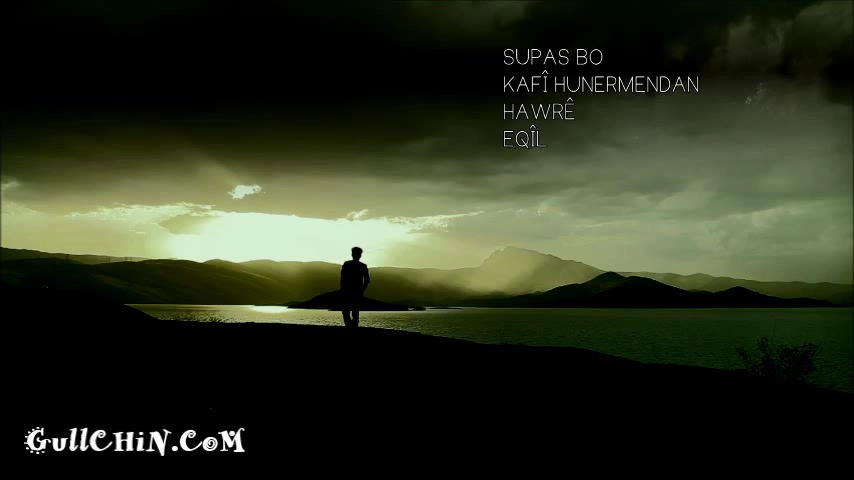 SUPAS BO
KAFÎ HUNERMENDAN
HAWRÊ
EQÎL
GullCHiN.CoM